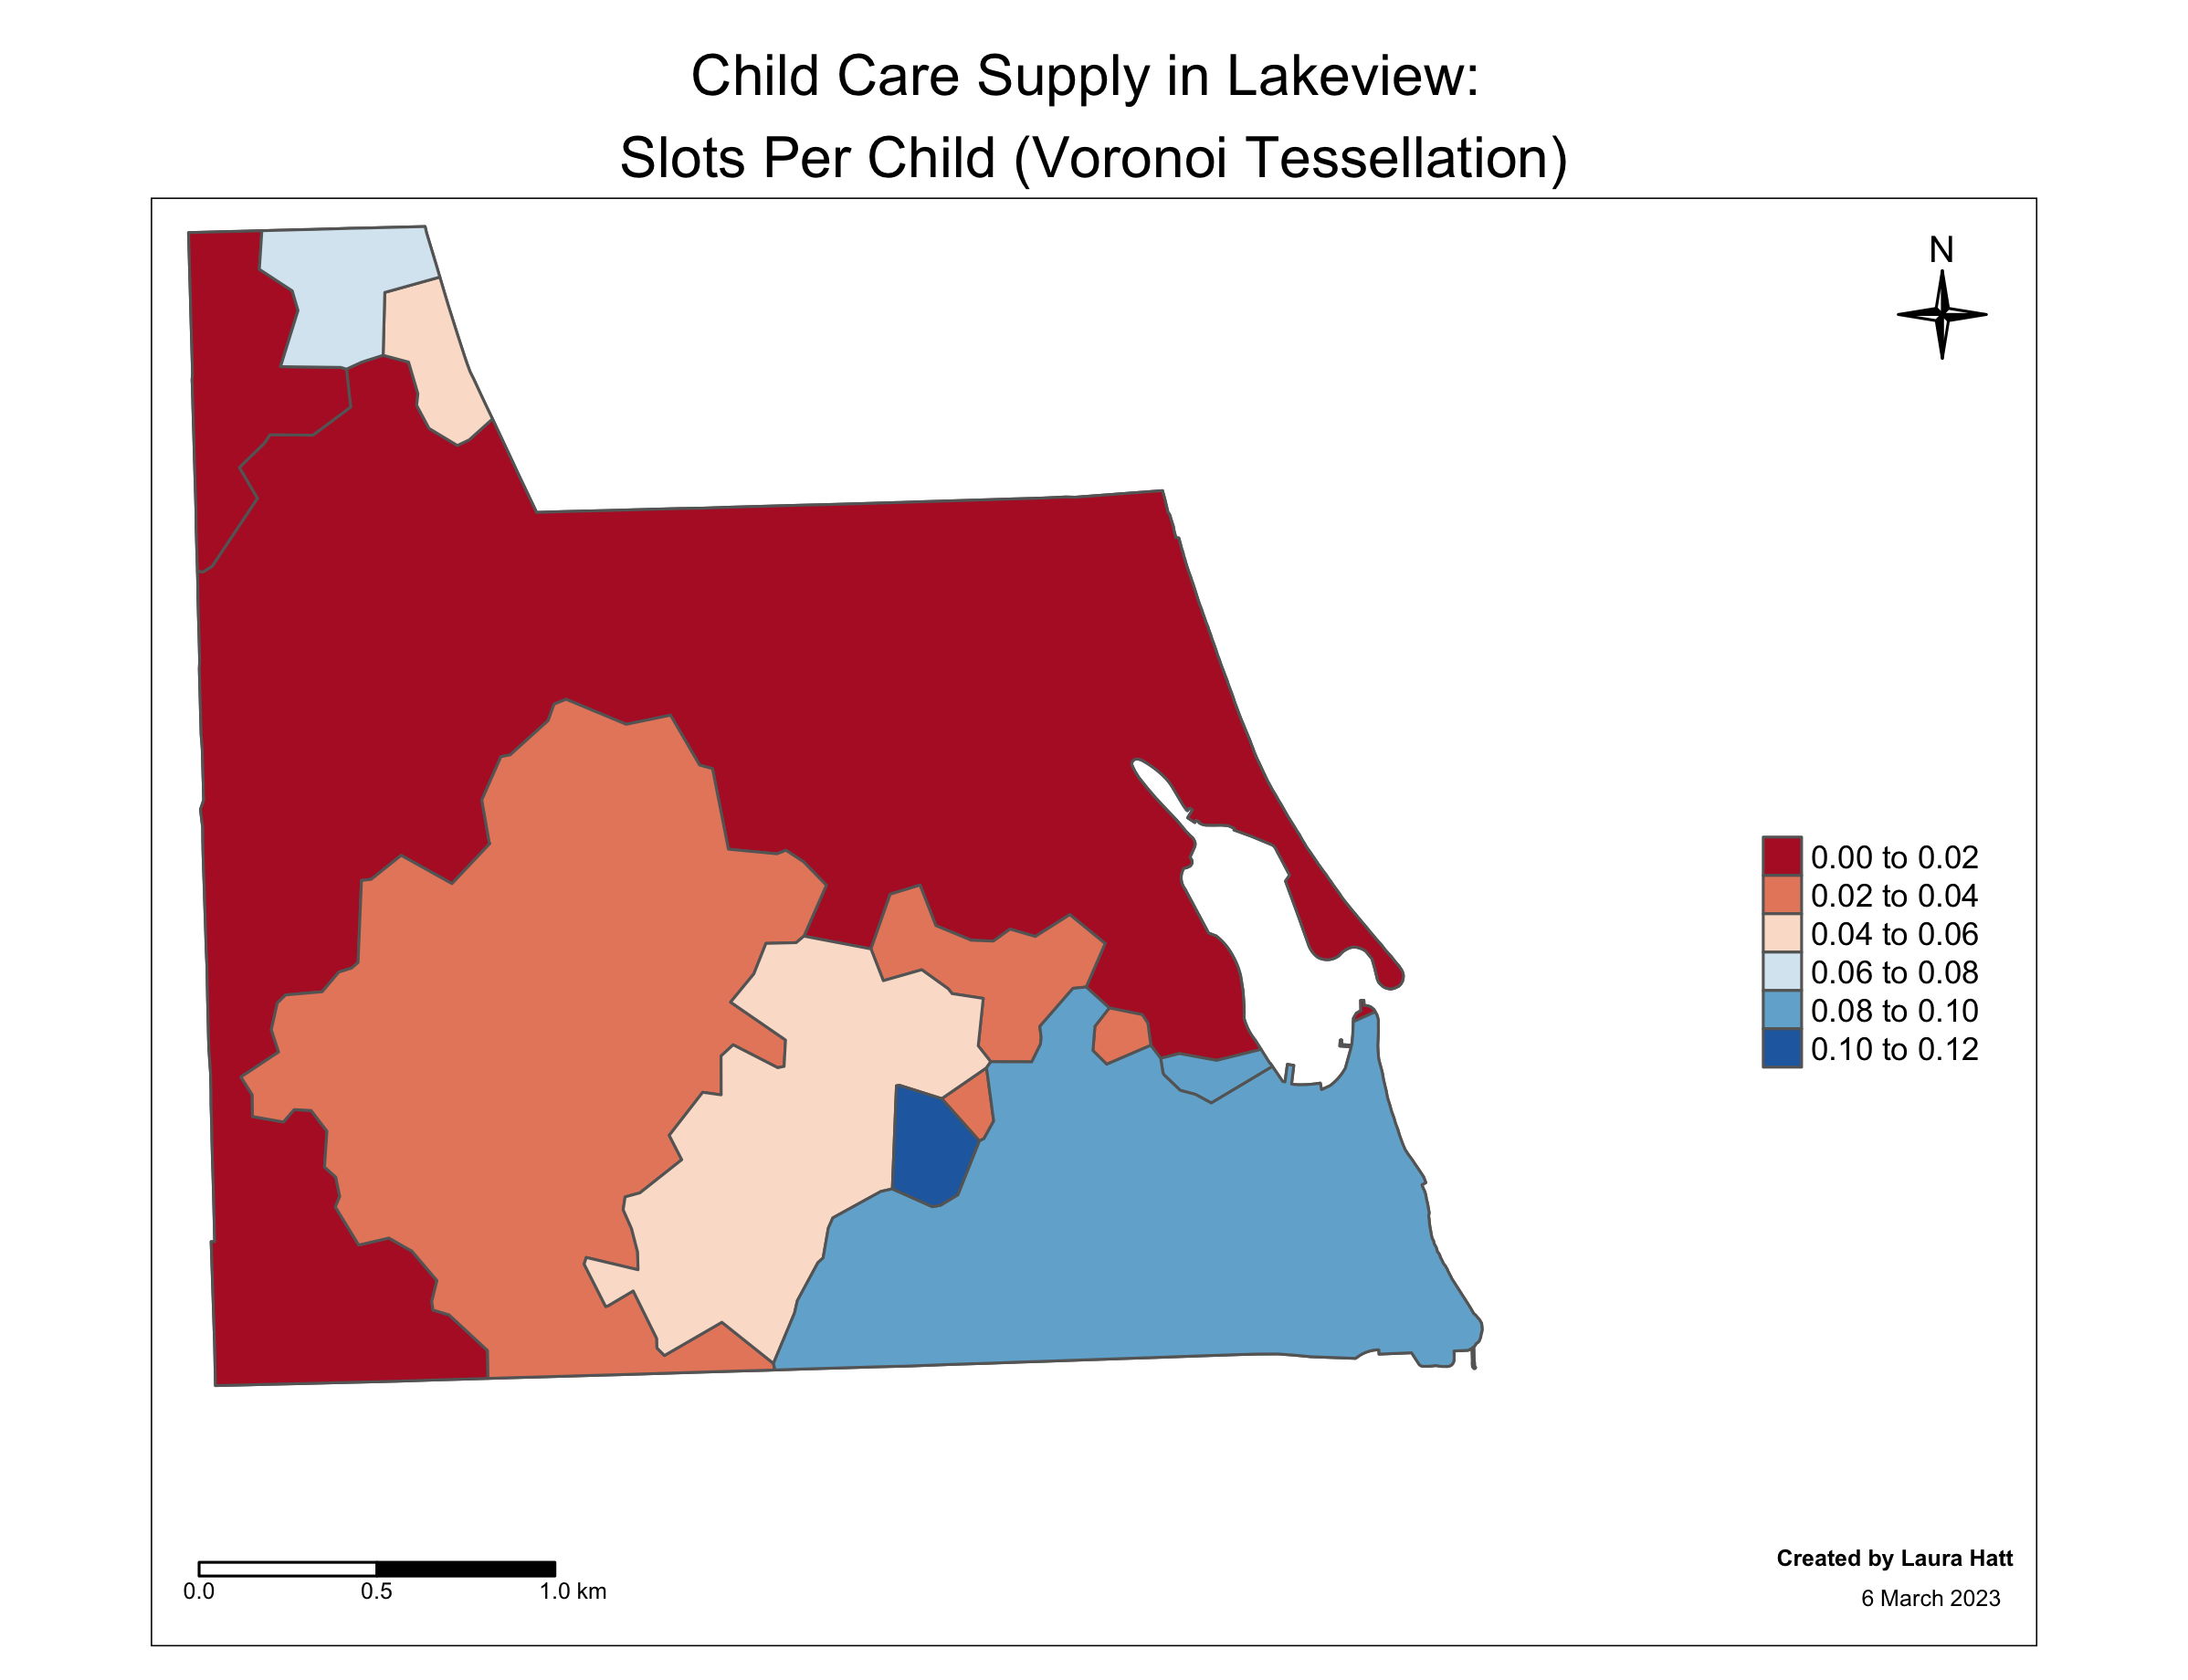 Child Care Supply in Lakeview:
Slots Per Child (Voronoi Tessellation)
N
0.00 to 0.02
0.02 to 0.04
0.04 to 0.06
0.06 to 0.08
0.08 to 0.10
0.10 to 0.12
0.0 0.5 1.0 km
Created by Laura Hatt
6 March 2023